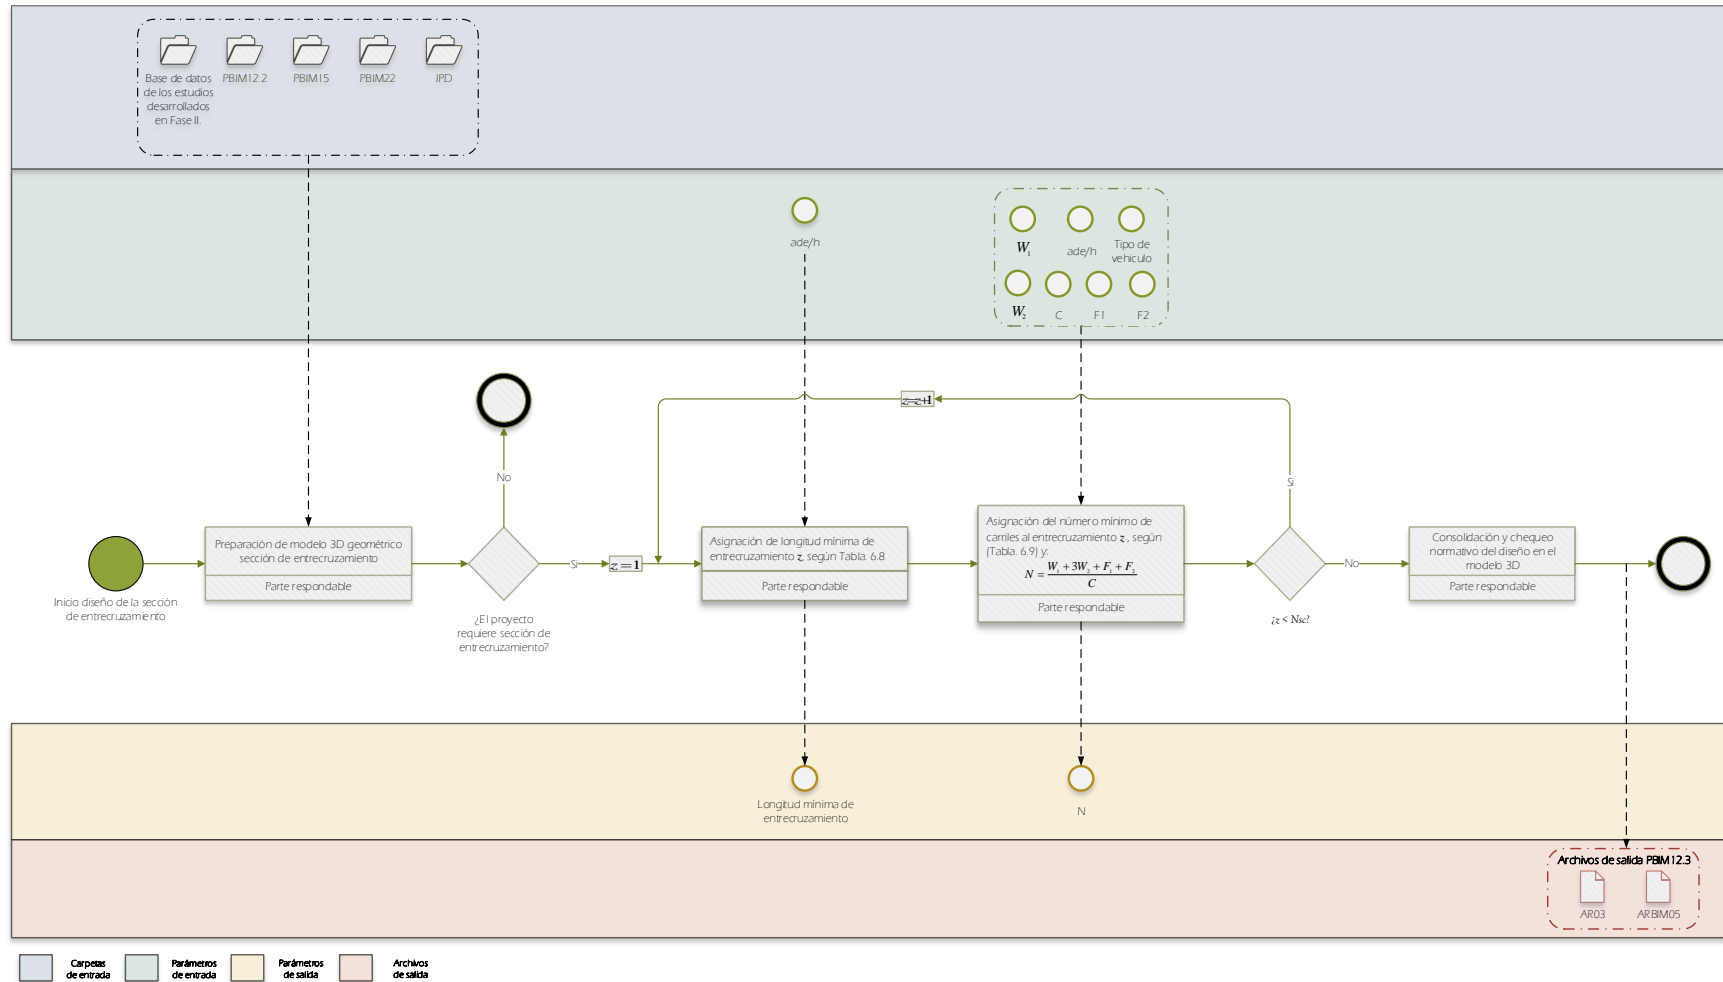 Base de datos
de los estudios
desarrollados
en Fase II.
PBIM12.2
PBIM15
PBIM22
IPD
ade/h
W₁
ade/h
Tipo de
vehiculo
W₂
C
F1
F2
z=z+1
No
Si
Inicio diseño de la sección
de entrecruzamiento
Preparación de modelo 3D geométrico
sección de entrecruzamiento
Parte respondable
¿El proyecto
requiere sección de
entrecruzamiento?
Si
z = 1
Asignación de longitud mínima de
entrecruzamiento z, según Tabla. 6.8
Parte respondable
Asignación del número mínimo de
carriles al entrecruzamiento z , según
(Tabla. 6.9) y:
N = (W₁ + 3W₂ + F₁ + F₂) / C
Parte respondable
¿z < Nsc?
No
Consolidación y chequeo
normativo del diseño en el
modelo 3D
Parte respondable
Longitud mínima de
entrecruzamiento
N
Archivos de salida PBIM12.3
AR03
ARBIM05
Carpetas
de entrada
Parámetros
de entrada
Parámetros
de salida
Archivos
de salida